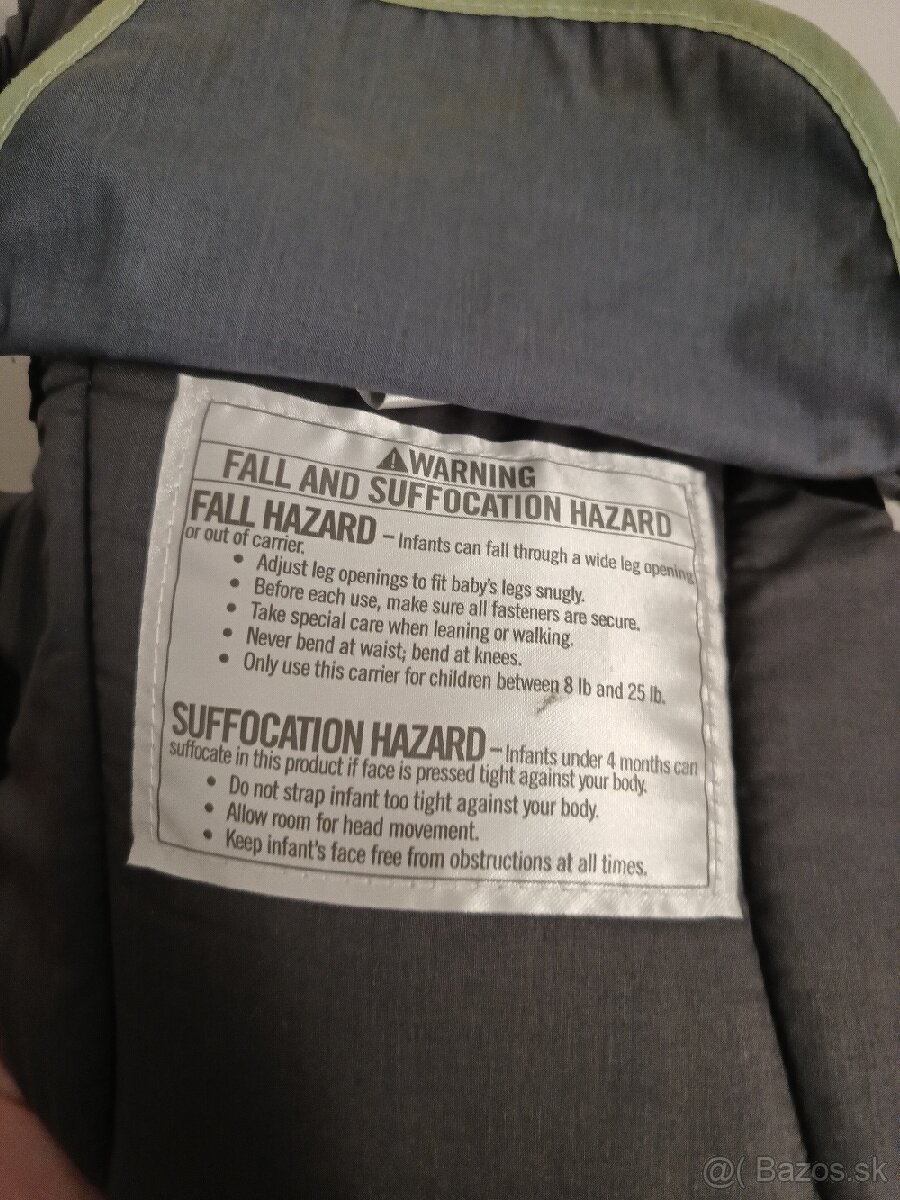 ⚠WARNING
FALL AND SUFFOCATION HAZARD
FALL HAZARD – Infants can fall through a wide leg opening
or out of carrier.
• Adjust leg openings to fit baby's legs snugly.
• Before each use, make sure all fasteners are secure.
• Take special care when leaning or walking.
• Never bend at waist; bend at knees.
• Only use this carrier for children between 8 lb and 25 lb.
SUFFOCATION HAZARD – Infants under 4 months can
suffocate in this product if face is pressed tight against your body.
• Do not strap infant too tight against your body.
• Allow room for head movement.
• Keep infant's face free from obstructions at all times.
@( Bazos.sk